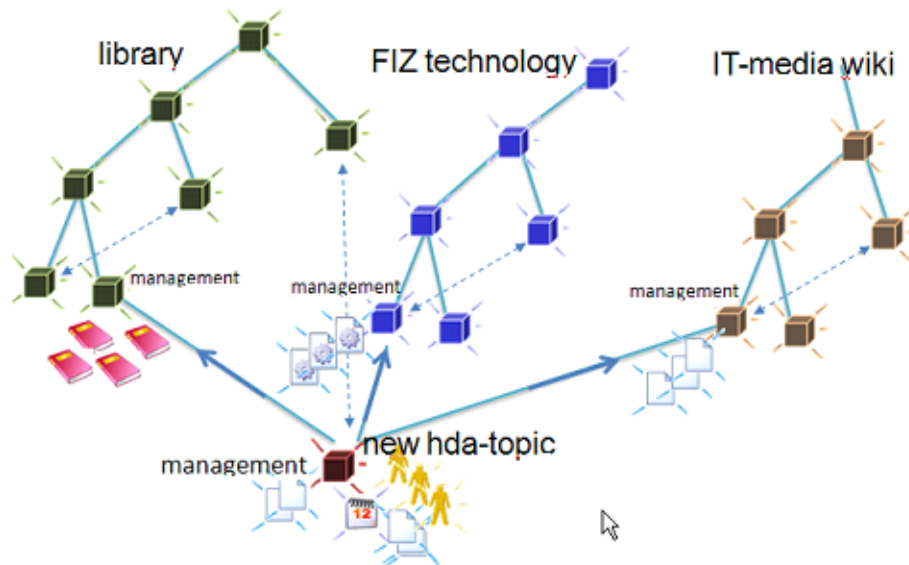 library
FIZ technology
IT-media wiki
management
management
management
new hda-topic
management
12